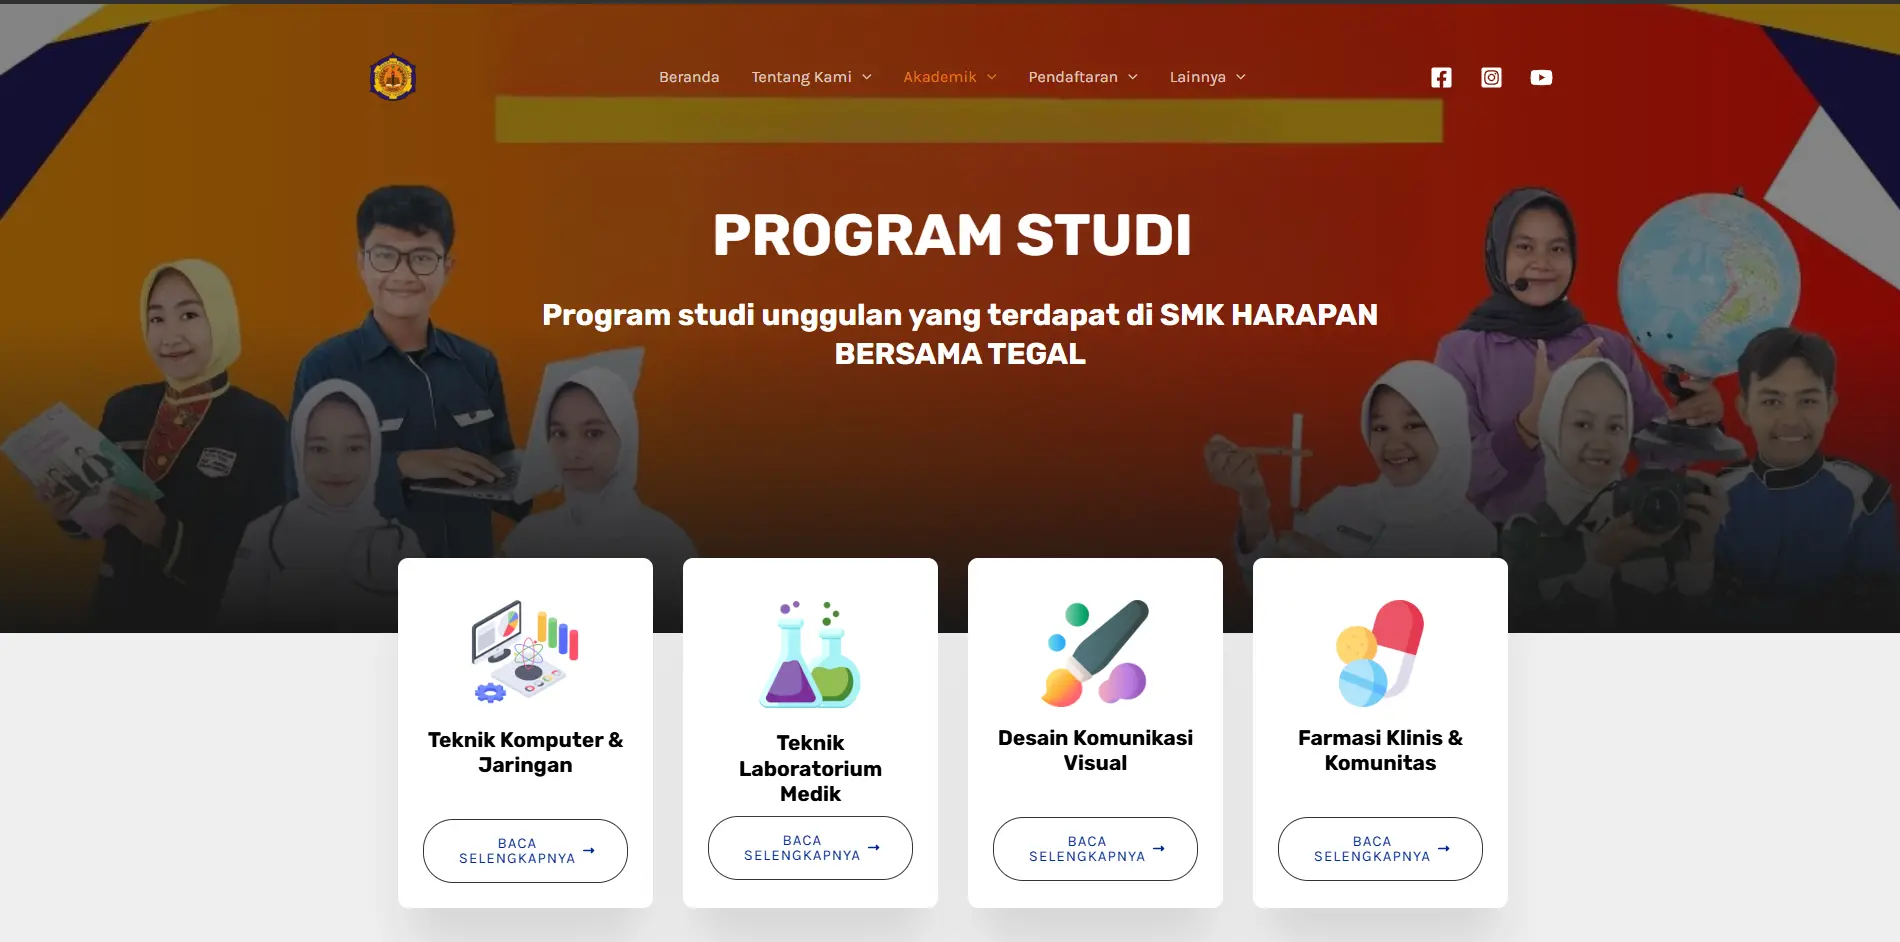 Beranda
Tentang Kami
Akademik
Pendaftaran
Lainnya
PROGRAM STUDI
Program studi unggulan yang terdapat di SMK HARAPAN
BERSAMA TEGAL
Teknik Komputer &
Jaringan
BACA
SELENGKAPNYA
Teknik
Laboratorium
Medik
BACA
SELENGKAPNYA
Desain Komunikasi
Visual
BACA
SELENGKAPNYA
Farmasi Klinis &
Komunitas
BACA
SELENGKAPNYA